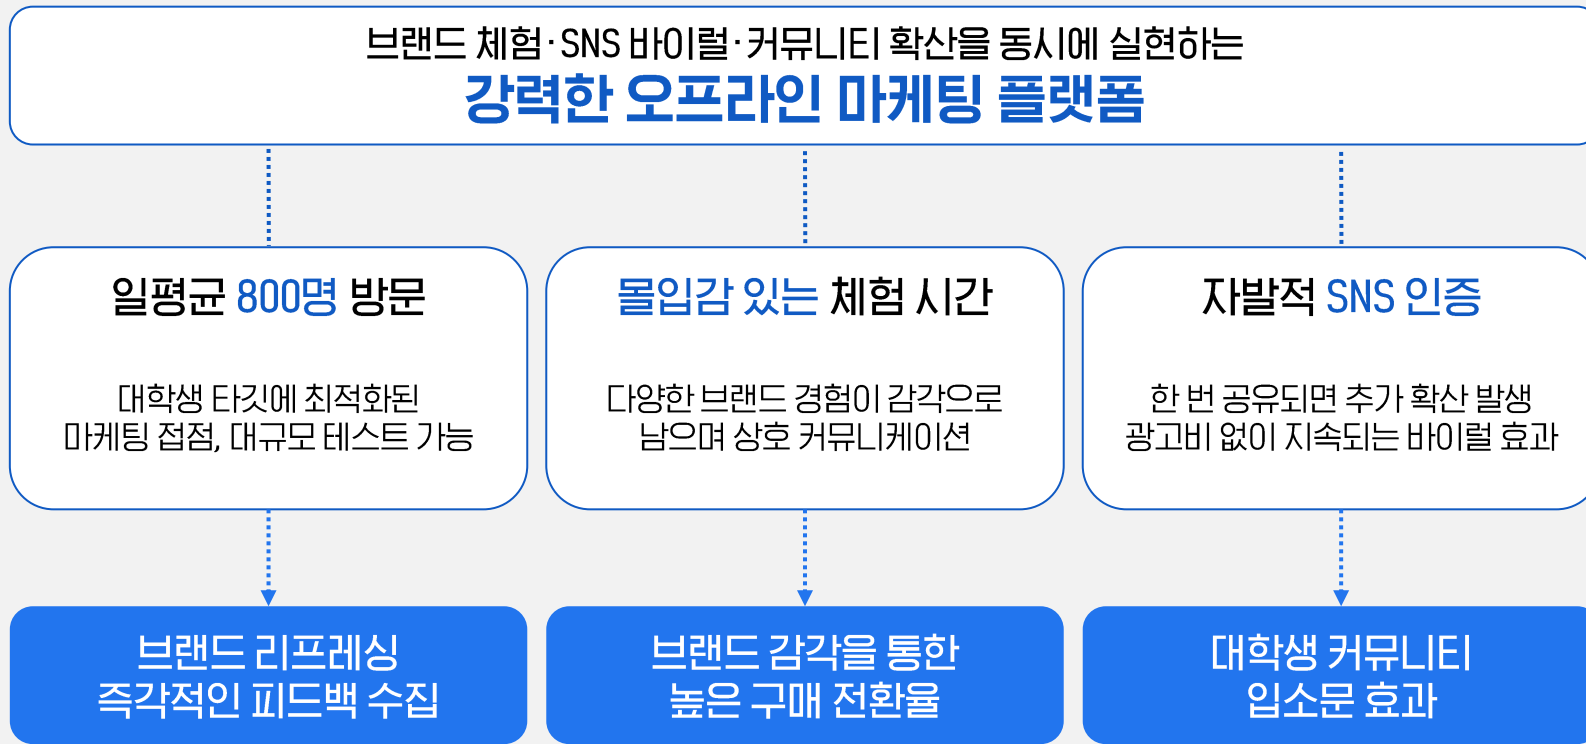 브랜드 체험·SNS 바이럴·커뮤니티 확산을 동시에 실현하는
강력한 오프라인 마케팅 플랫폼
일평균 800명 방문
대학생 타깃에 최적화된
마케팅 접점, 대규모 테스트 가능
몰입감 있는 체험 시간
다양한 브랜드 경험이 감각으로
남으며 상호 커뮤니케이션
자발적 SNS 인증
한 번 공유되면 추가 확산 발생
광고비 없이 지속되는 바이럴 효과
브랜드 리프레싱
즉각적인 피드백 수집
브랜드 감각을 통한
높은 구매 전환율
대학생 커뮤니티
입소문 효과